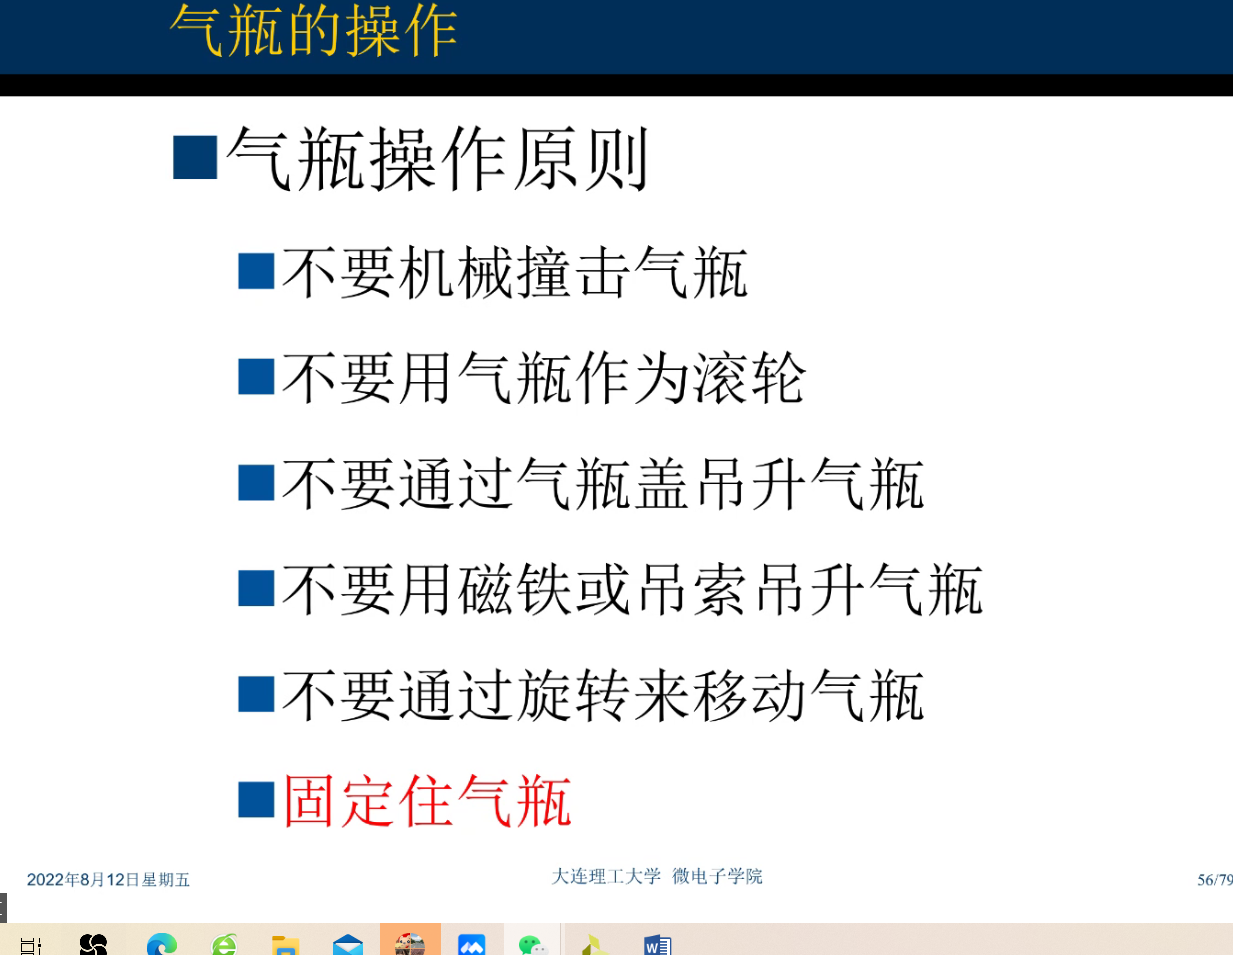 气瓶的操作
气瓶操作原则
不要机械撞击气瓶
不要用气瓶作为滚轮
不要通过气瓶盖吊升气瓶
不要用磁铁或吊索吊升气瓶
不要通过旋转来移动气瓶
固定住气瓶
2022年8月12日星期五 大连理工大学 微电子学院 56/79